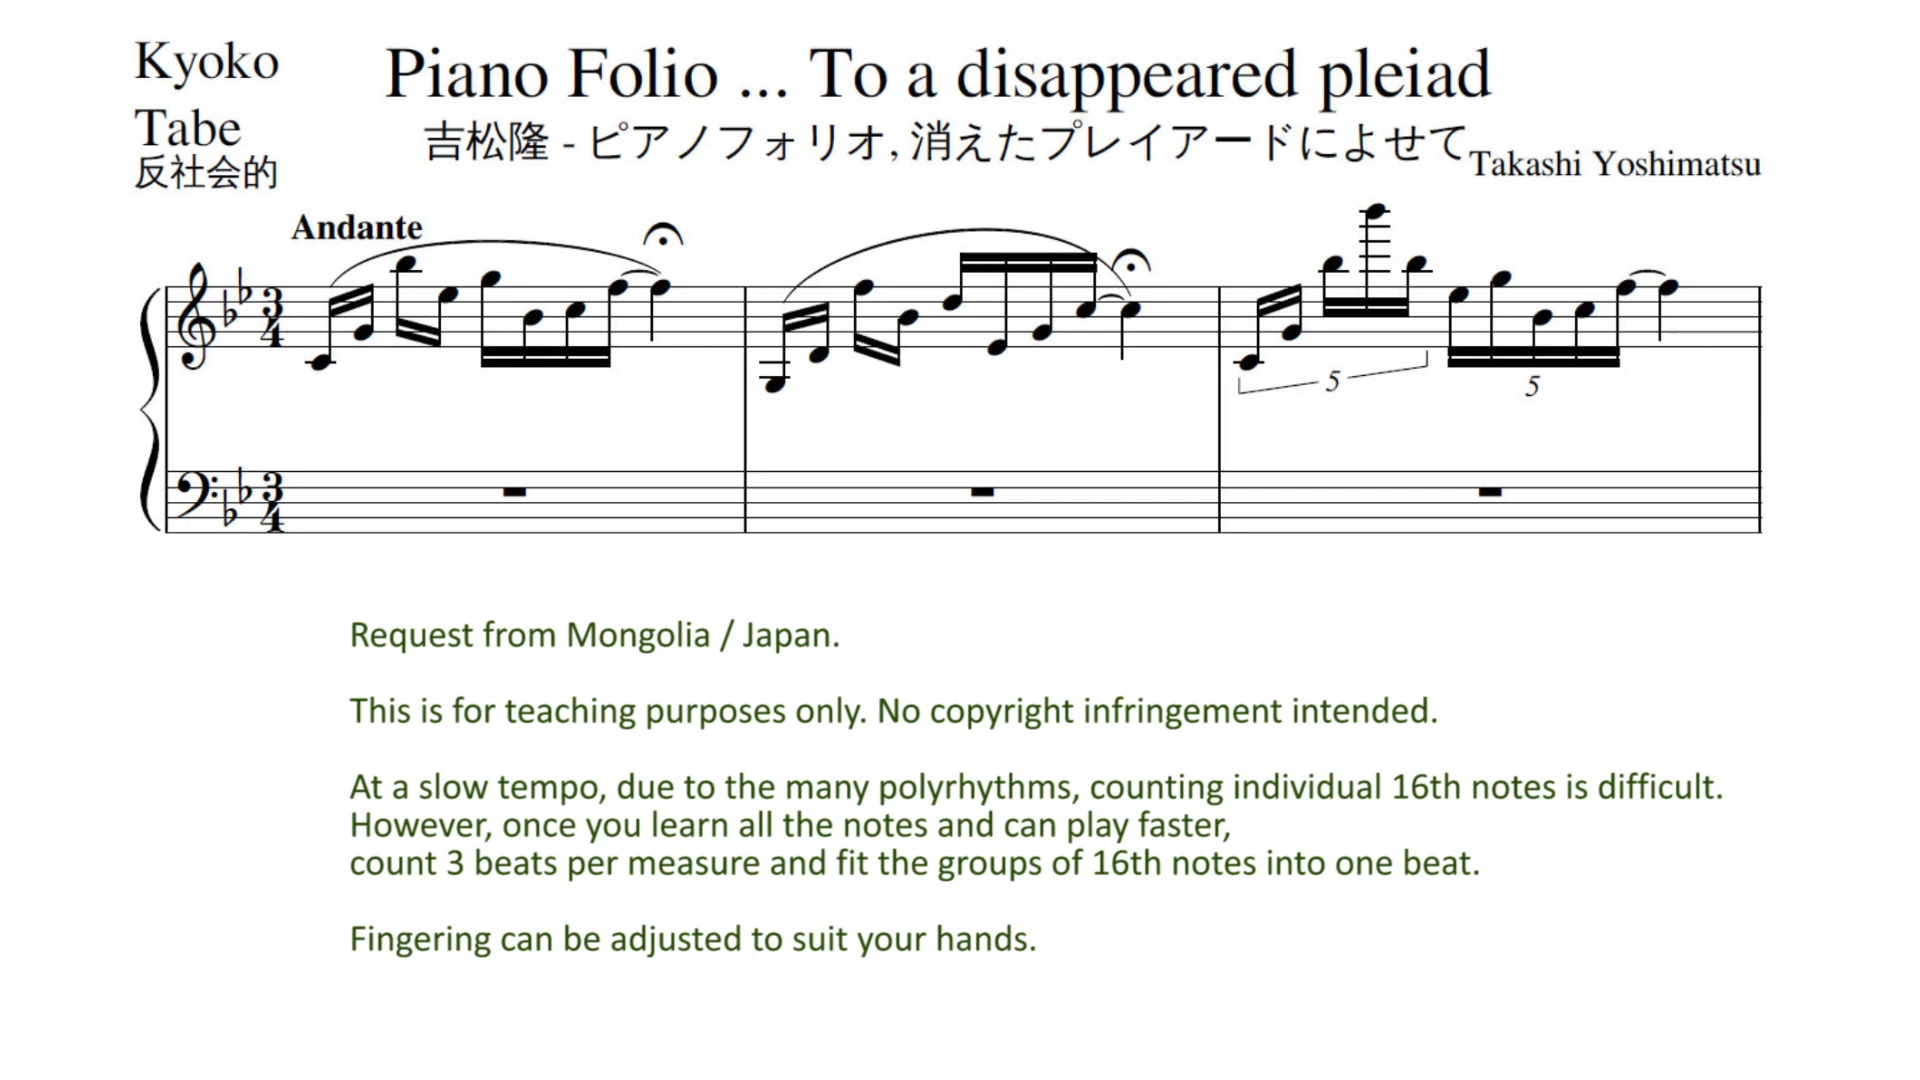 Kyoko
Tabe
反社会的
Piano Folio ... To a disappeared pleiad
吉松隆 - ピアノフォリオ, 消えたプレイアードによせて
Takashi Yoshimatsu
Andante
3
4
3
4
5
5
Request from Mongolia / Japan.
This is for teaching purposes only. No copyright infringement intended.
At a slow tempo, due to the many polyrhythms, counting individual 16th notes is difficult.
However, once you learn all the notes and can play faster,
count 3 beats per measure and fit the groups of 16th notes into one beat.
Fingering can be adjusted to suit your hands.